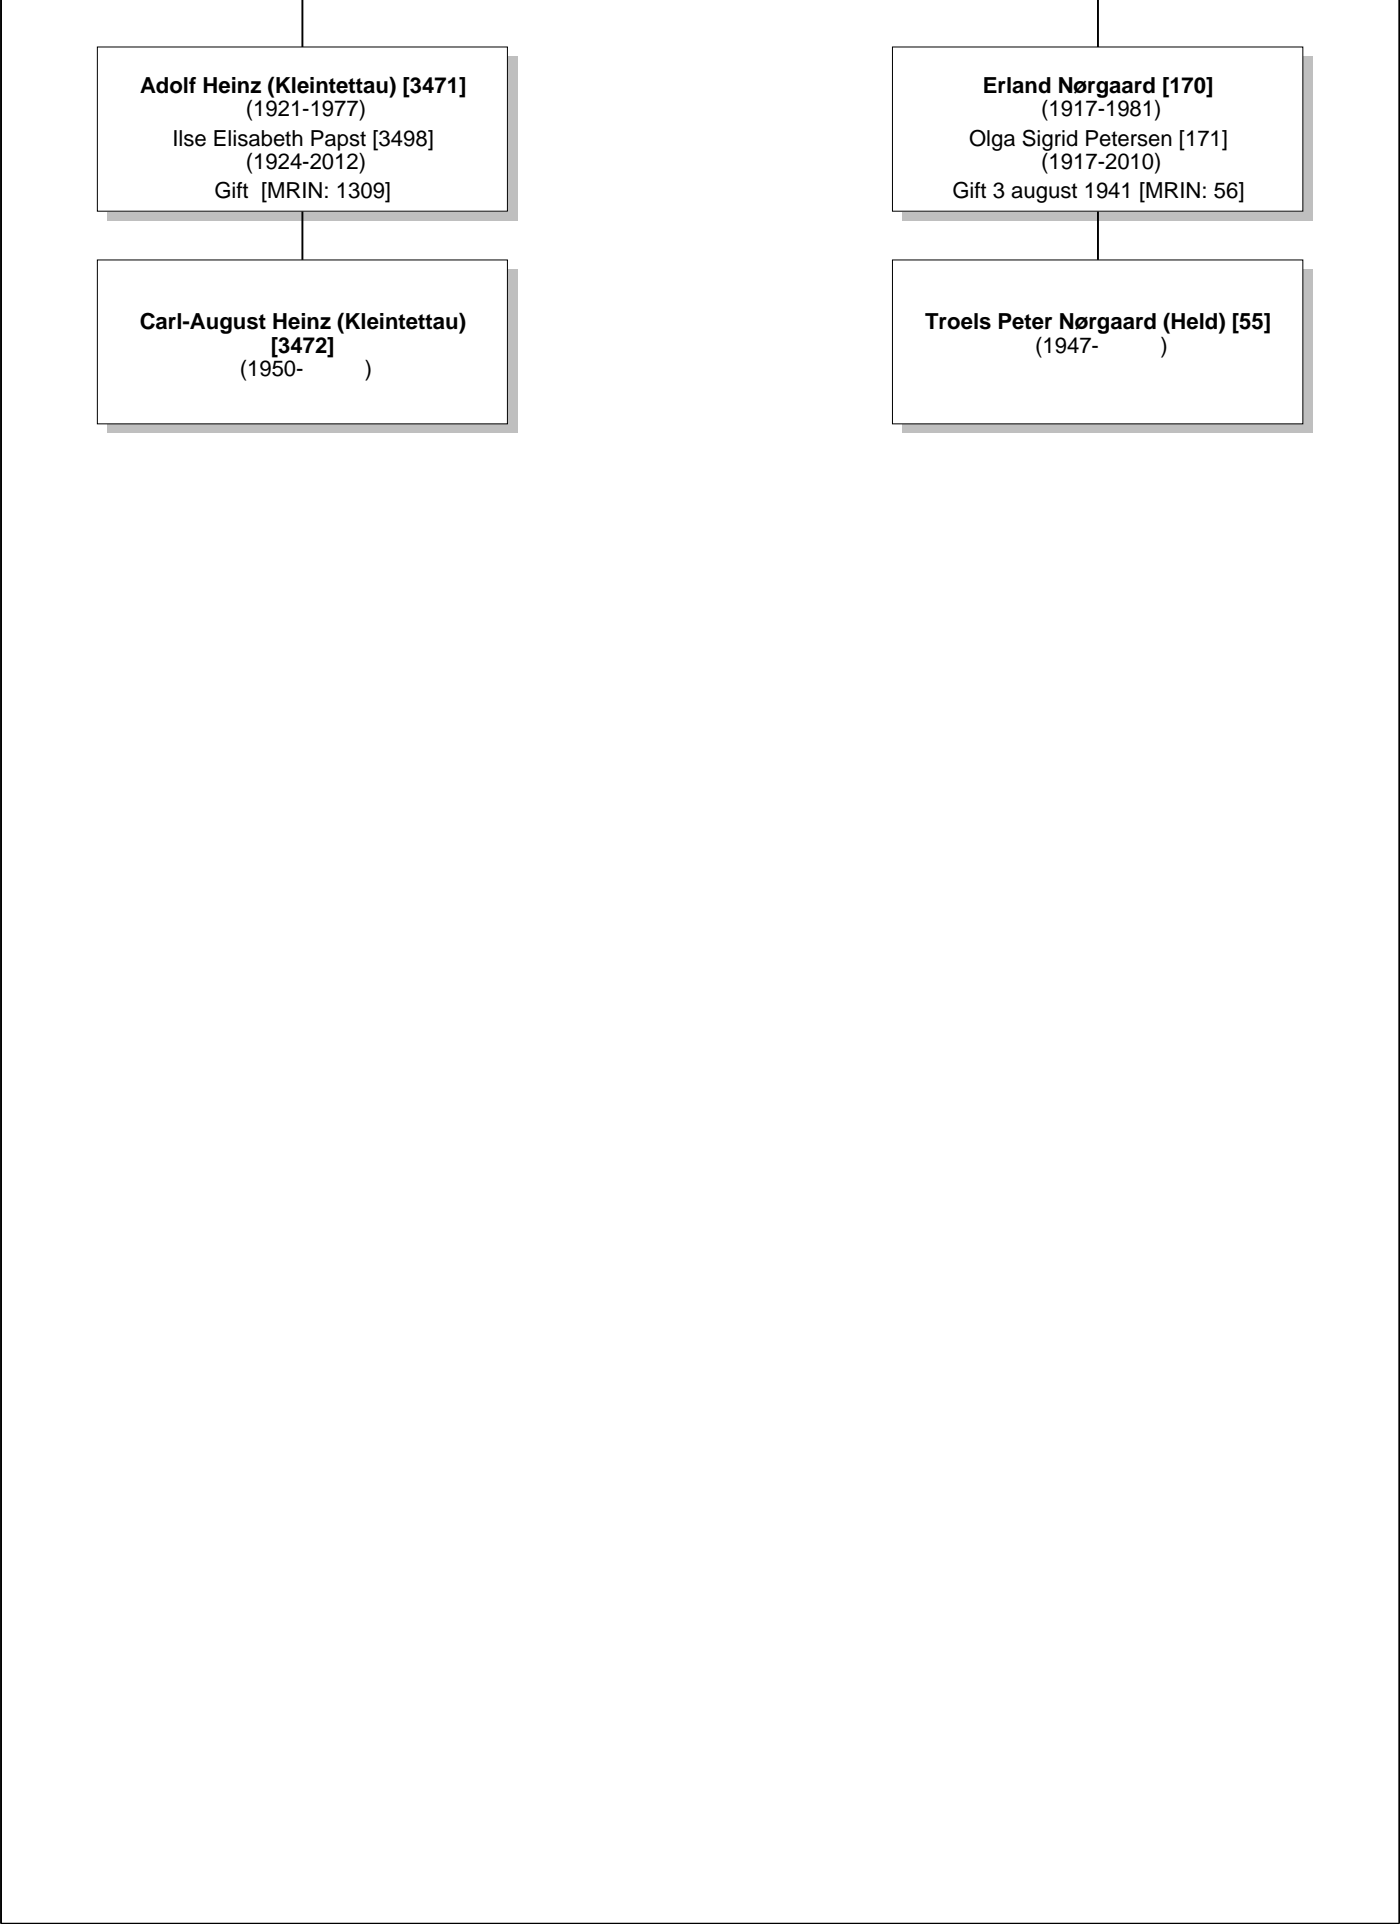 Adolf Heinz (Kleintettau) [3471]
(1921-1977)
Ilse Elisabeth Papst [3498]
(1924-2012)
Gift  [MRIN: 1309]
Carl-August Heinz (Kleintettau)
[3472]
(1950-          )
Erland Nørgaard [170]
(1917-1981)
Olga Sigrid Petersen [171]
(1917-2010)
Gift 3 august 1941 [MRIN: 56]
Troels Peter Nørgaard (Held) [55]
(1947-          )